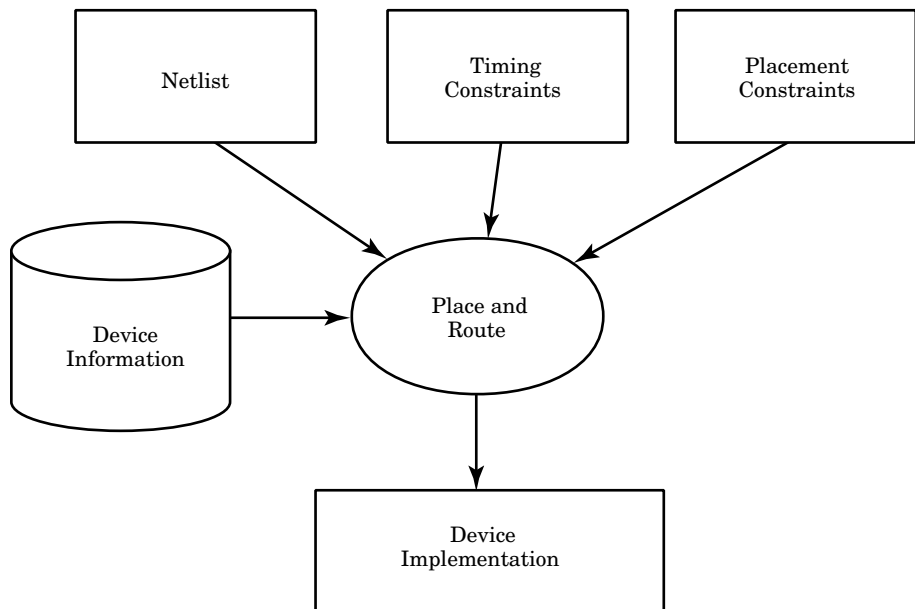 Netlist
Timing
Constraints
Placement
Constraints
Device
Information
Place and
Route
Device
Implementation